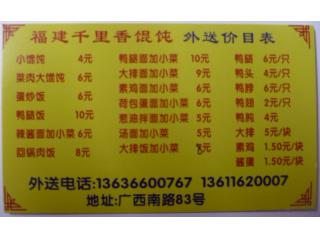 福建千里香馄饨 外送价目表
小馄饨 4元 鸭腿面加小菜 10元 鸭腿 6元/只
菜肉大馄饨 6元 大排面加小菜 9元 鸭头 4元/只
蛋炒饭 6元 素鸡面加小菜 6元 鸭脖 6元/只
鸭腿饭 10元 荷包蛋面加小菜 6元 鸭翅 2元/只
辣酱面加小菜 6元 葱油拌面加小菜 5元 鸭肫 4元
回锅肉饭 8元 汤面加小菜 5元 大排 5元/块
大排饭加小菜 元 素鸡 1.50元/块
酱蛋 1.50元/块
外送电话:13636600767 13611620007
地址:广西南路83号